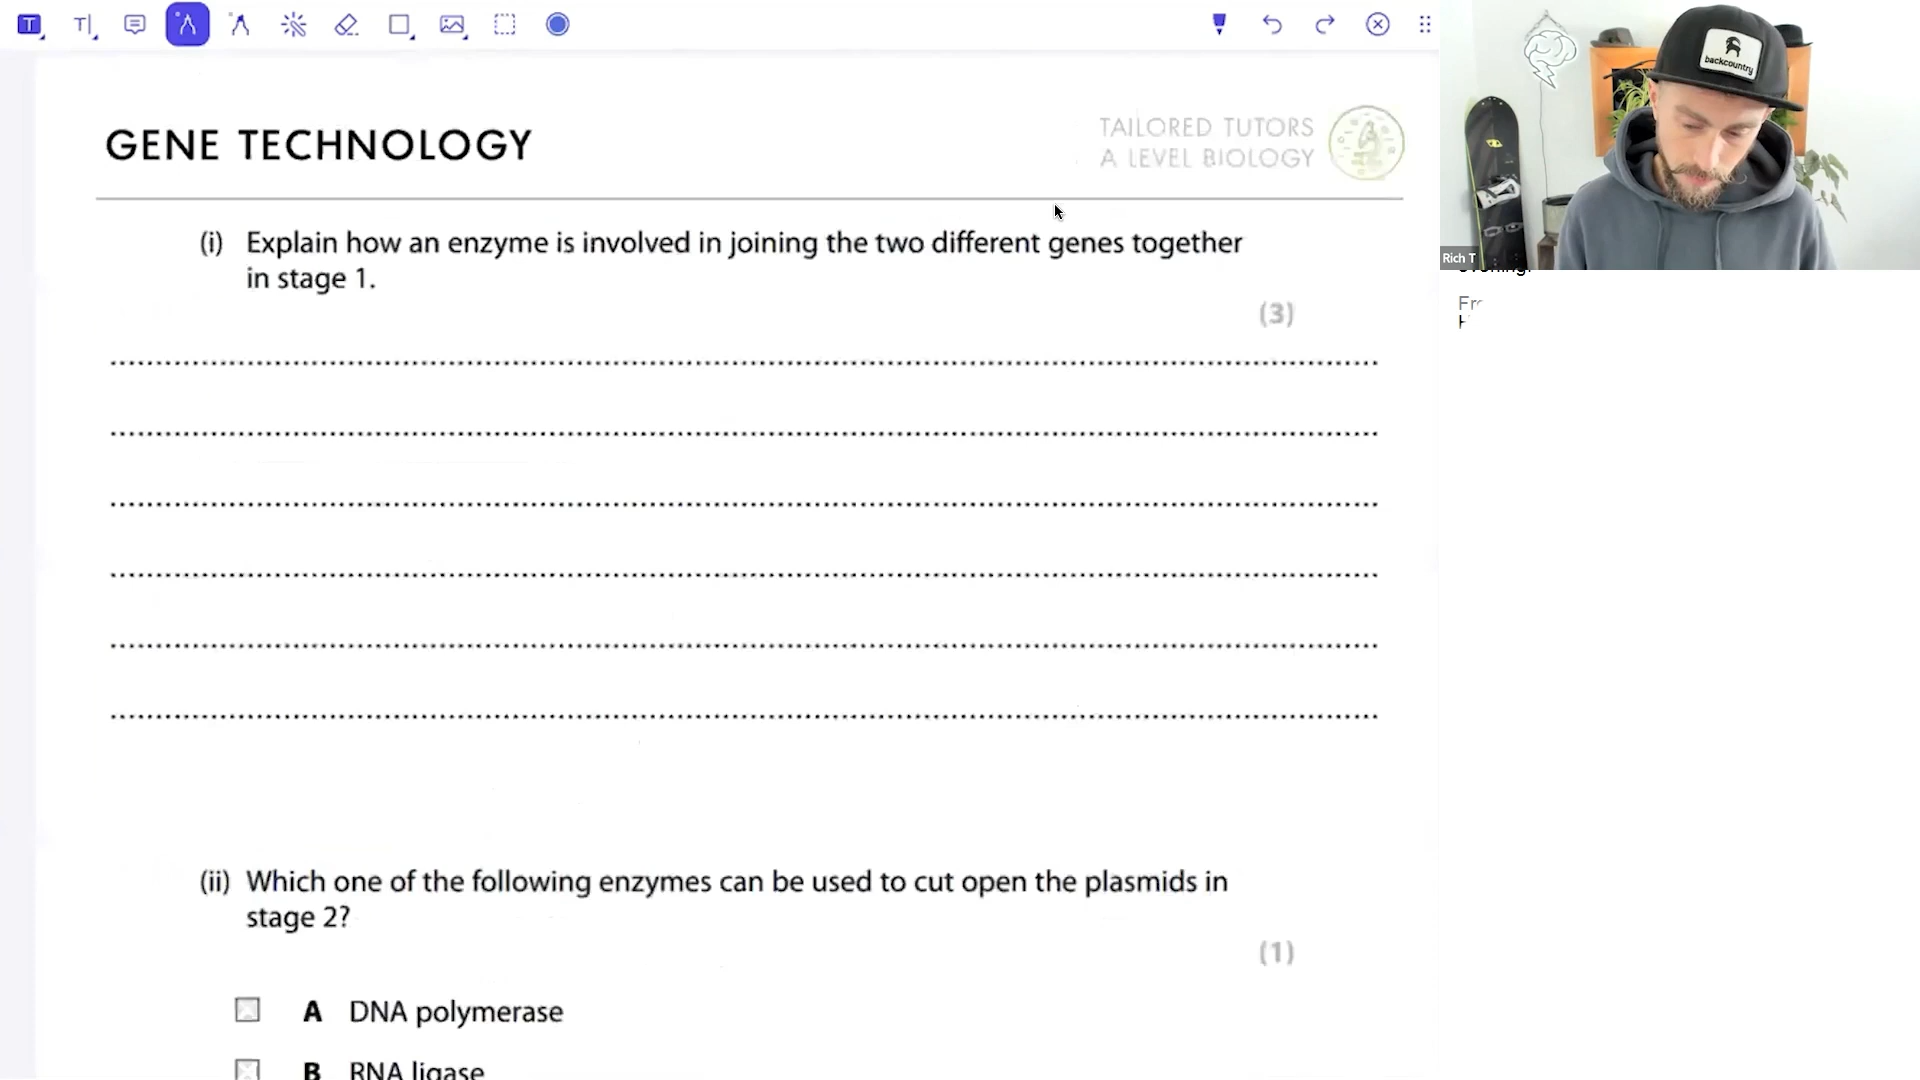 GENE TECHNOLOGY
TAILORED TUTORS
A LEVEL BIOLOGY
backcountry
Rich T
(i) Explain how an enzyme is involved in joining the two different genes together
in stage 1.
(3)
(ii) Which one of the following enzymes can be used to cut open the plasmids in
stage 2?
(1)
A DNA polymerase
B RNA ligase